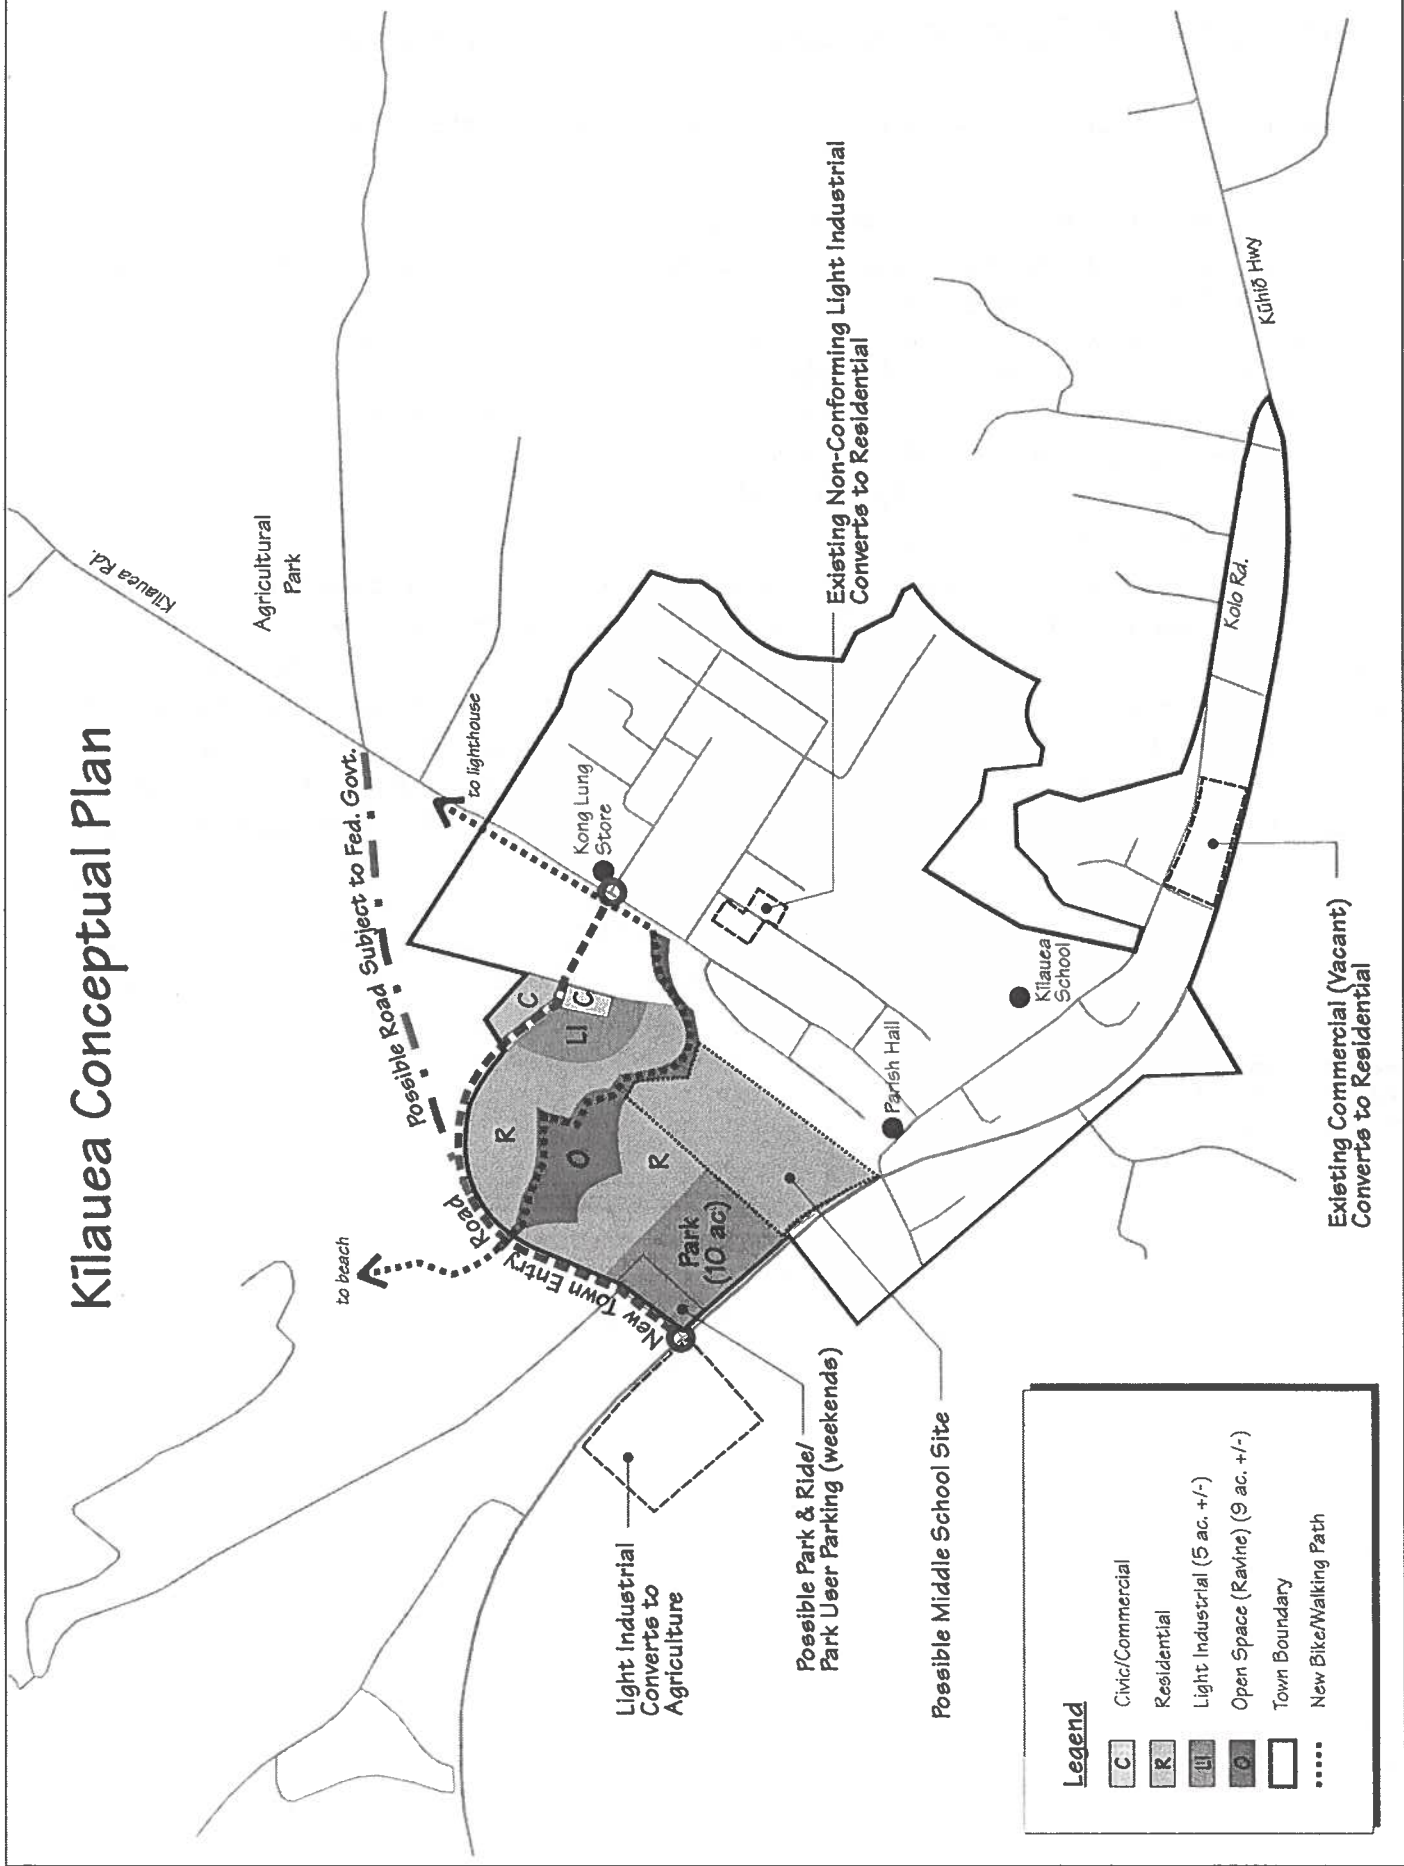 Kīlauea Conceptual Plan
Kīlauea Rd.
Agricultural
Park
Possible Road Subject to Fed. Govt.
to lighthouse
to beach
New Town Entry Road
Kong Lung
Store
C
C
LI
R
O
R
Park
(10 ac)
Existing Non-Conforming Light Industrial
Converts to Residential
Kūhiō Hwy
Kolo Rd.
Kīlauea
School
Parish Hall
Existing Commercial (Vacant)
Converts to Residential
Light Industrial
Converts to
Agriculture
Possible Park & Ride/
Park User Parking (weekends)
Possible Middle School Site
Legend
C Civic/Commercial
R Residential
LI Light Industrial (5 ac. +/-)
O Open Space (Ravine) (9 ac. +/-)
Town Boundary
New Bike/Walking Path